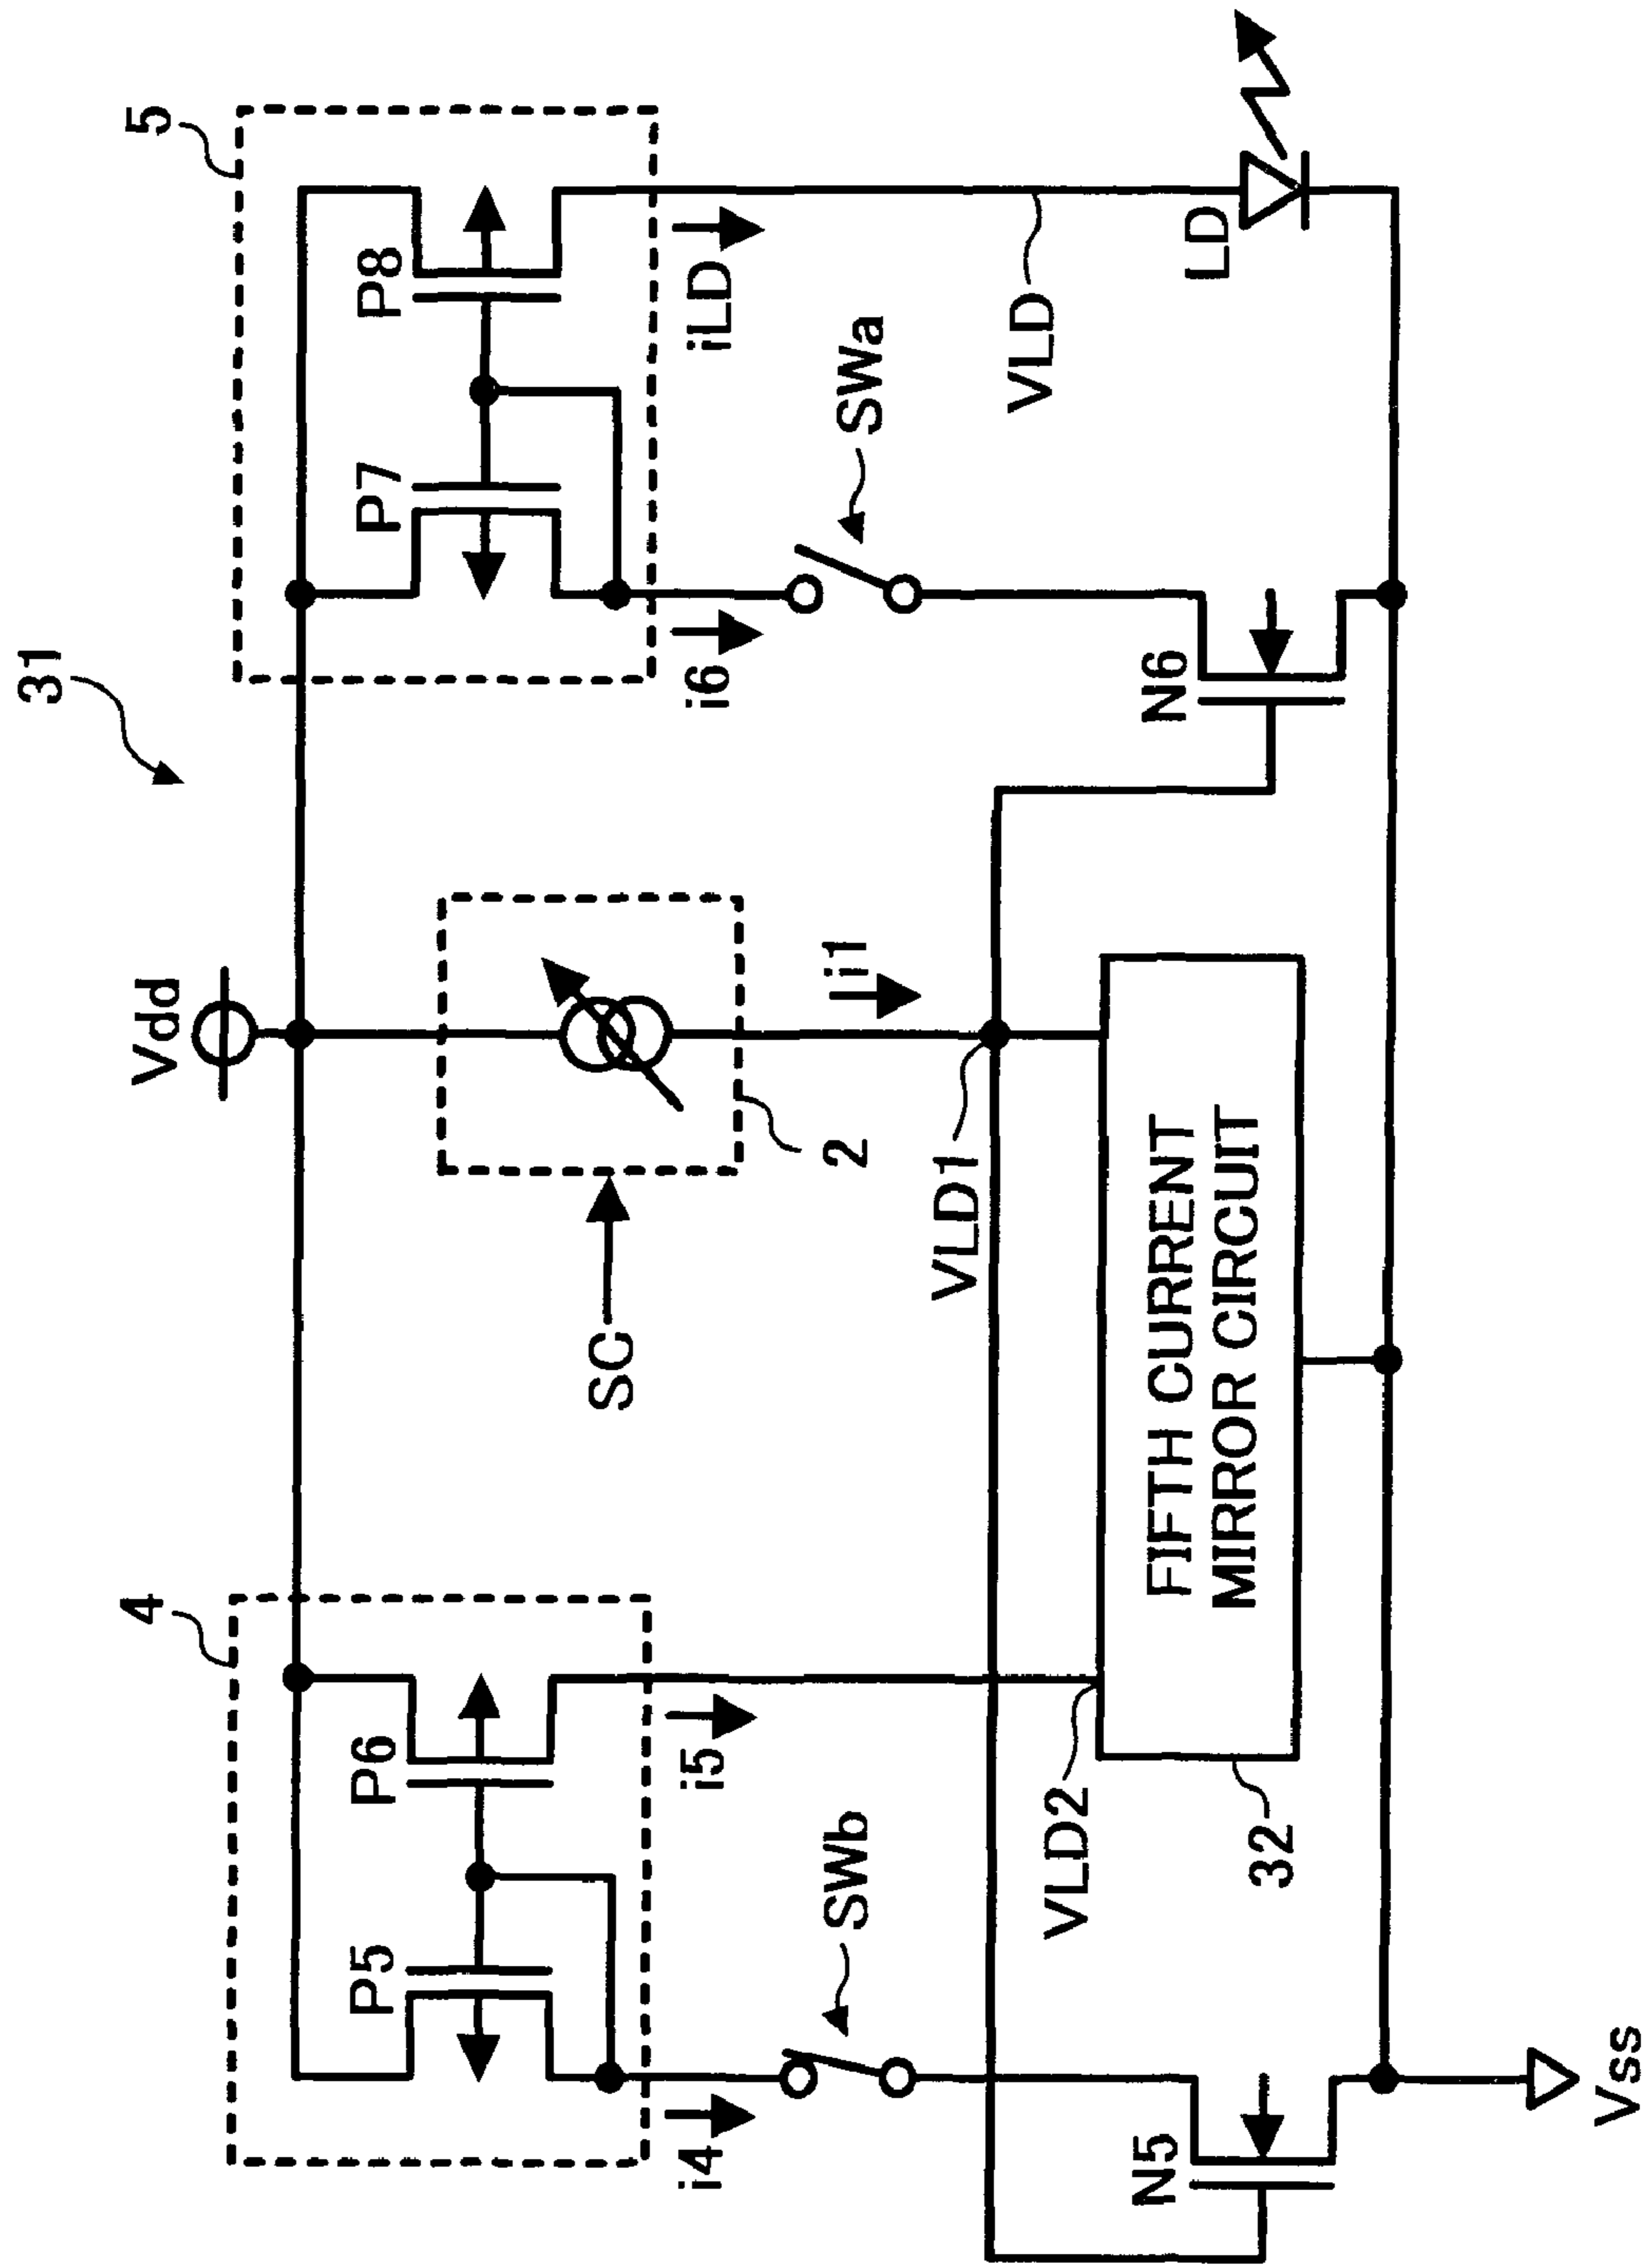 31
4
Vdd
5
P5
P6
P7
P8
SC
i4
i5
i6
iLD
SWb
2
i1
SWa
VLD1
VLD2
VLD
N5
FIFTH CURRENT
MIRROR CIRCUIT
N6
LD
32
Vss